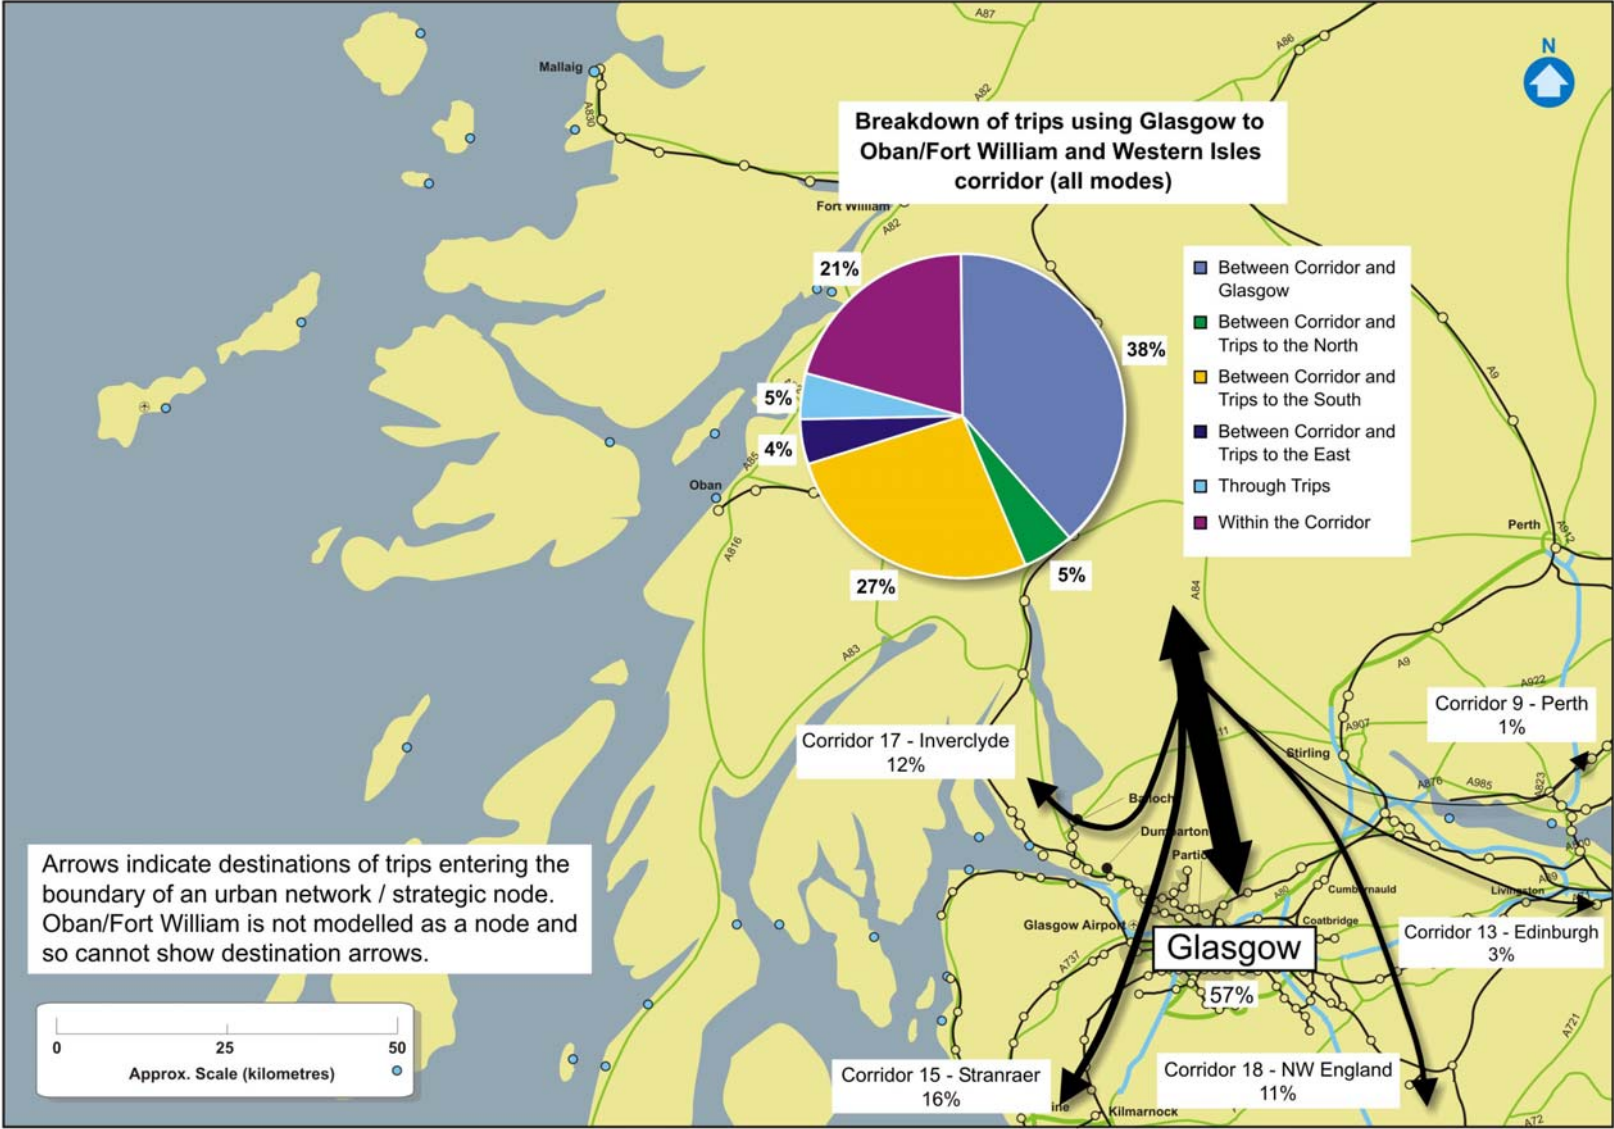 A87
A86
N
Mallaig
A830
A82
Breakdown of trips using Glasgow to
Oban/Fort William and Western Isles
corridor (all modes)
Fort William
A82
21%
38%
5%
4%
27%
5%
Between Corridor and
Glasgow
Between Corridor and
Trips to the North
Between Corridor and
Trips to the South
Between Corridor and
Trips to the East
Through Trips
Within the Corridor
A9
A85
Oban
A816
Perth
A912
A84
A83
A9
A922
Corridor 9 - Perth
1%
A907
Corridor 17 - Inverclyde
12%
Stirling
A876
A985
A823
Balloch
Dumbarton
Arrows indicate destinations of trips entering the
boundary of an urban network / strategic node.
Oban/Fort William is not modelled as a node and
so cannot show destination arrows.
A80
Cumbernauld
A89
Livingston
Coatbridge
Glasgow Airport
Glasgow
57%
Corridor 13 - Edinburgh
3%
A737
A721
0 25 50
Approx. Scale (kilometres)
Corridor 15 - Stranraer
16%
Corridor 18 - NW England
11%
Kilmarnock
A72